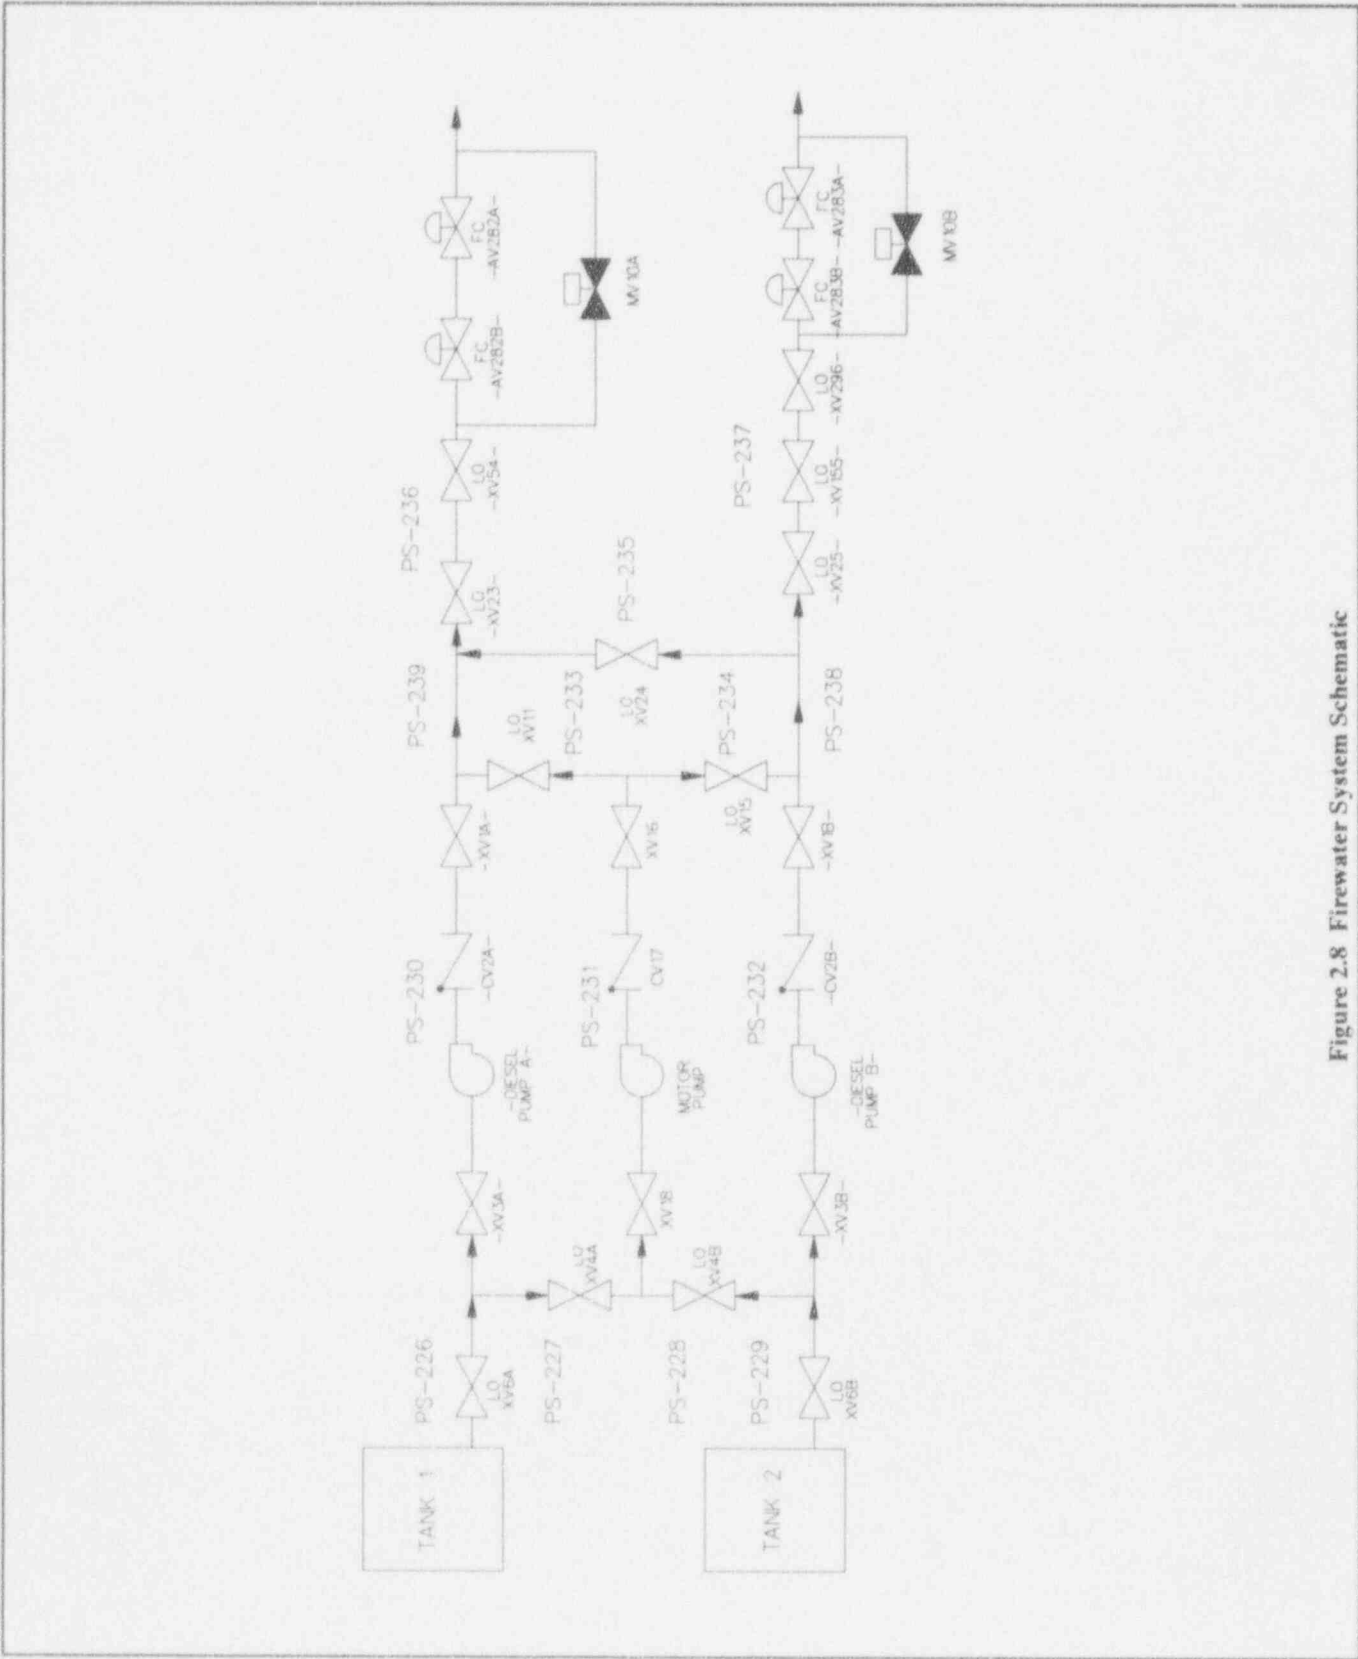 TANK 1
PS-226
LO
XV6A
PS-227
LO
XV4A
-XV3A-
-DIESEL
PUMP A-
PS-230
-CV2A-
-XV1A-
PS-239
LO
XV11
PS-233
LO
-XV23-
PS-236
LO
-XV54-
FC
-AV282B-
FC
-AV282A-
MV10A
XV18
MOTOR
PUMP
PS-231
CV17
XV16
LO
XV24
PS-235
TANK 2
PS-228
LO
XV4B
PS-229
LO
XV6B
-XV3B-
-DIESEL
PUMP B-
PS-232
-CV2B-
-XV1B-
LO
XV15
PS-234
PS-238
LO
-XV25-
PS-237
LO
-XV155-
LO
-XV296-
FC
-AV283B-
FC
-AV283A-
MV10B
Figure 2.8 Firewater System Schematic